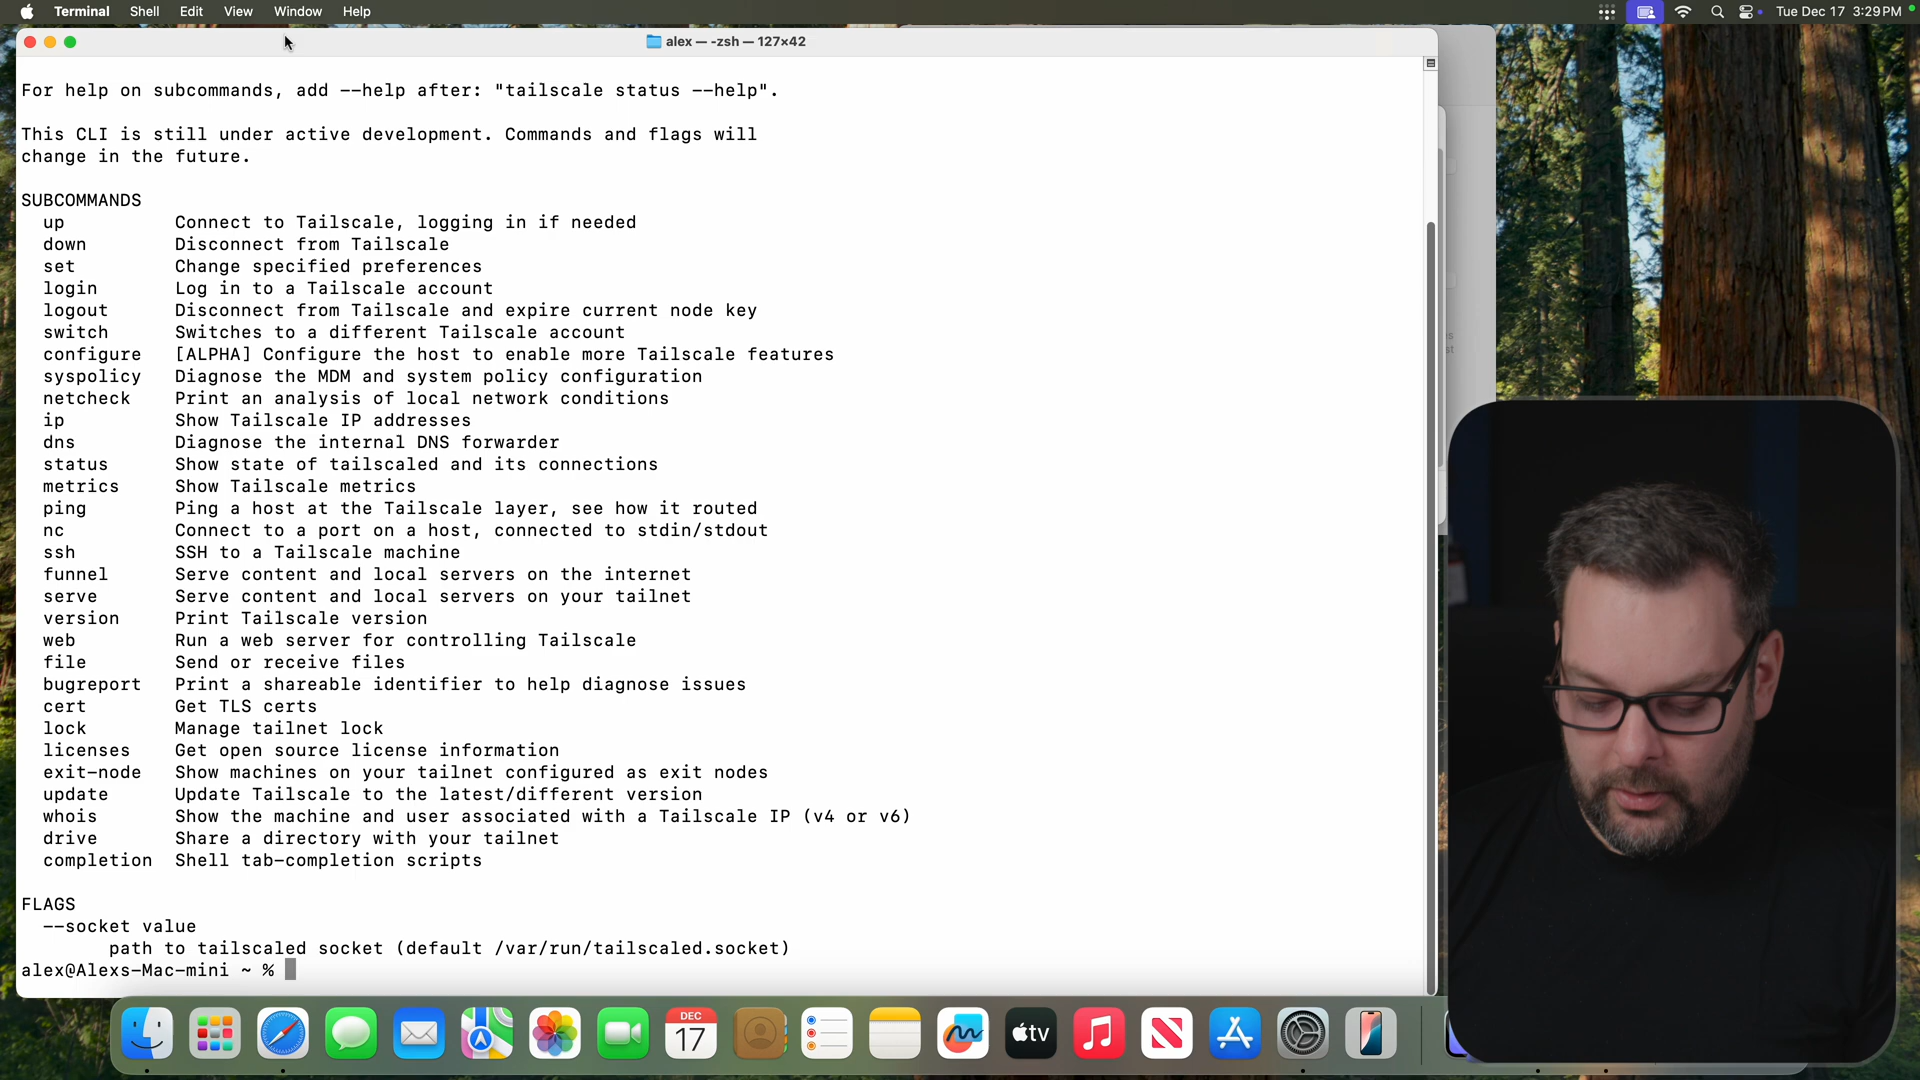 Terminal Shell Edit View Window Help Tue Dec 17 3:29 PM
alex — -zsh — 127×42
For help on subcommands, add --help after: "tailscale status --help".
This CLI is still under active development. Commands and flags will
change in the future.
SUBCOMMANDS
up Connect to Tailscale, logging in if needed
down Disconnect from Tailscale
set Change specified preferences
login Log in to a Tailscale account
logout Disconnect from Tailscale and expire current node key
switch Switches to a different Tailscale account
configure [ALPHA] Configure the host to enable more Tailscale features
syspolicy Diagnose the MDM and system policy configuration
netcheck Print an analysis of local network conditions
ip Show Tailscale IP addresses
dns Diagnose the internal DNS forwarder
status Show state of tailscaled and its connections
metrics Show Tailscale metrics
ping Ping a host at the Tailscale layer, see how it routed
nc Connect to a port on a host, connected to stdin/stdout
ssh SSH to a Tailscale machine
funnel Serve content and local servers on the internet
serve Serve content and local servers on your tailnet
version Print Tailscale version
web Run a web server for controlling Tailscale
file Send or receive files
bugreport Print a shareable identifier to help diagnose issues
cert Get TLS certs
lock Manage tailnet lock
licenses Get open source license information
exit-node Show machines on your tailnet configured as exit nodes
update Update Tailscale to the latest/different version
whois Show the machine and user associated with a Tailscale IP (v4 or v6)
drive Share a directory with your tailnet
completion Shell tab-completion scripts
FLAGS
--socket value
path to tailscaled socket (default /var/run/tailscaled.socket)
alex@Alexs-Mac-mini ~ %
DEC
17
tv